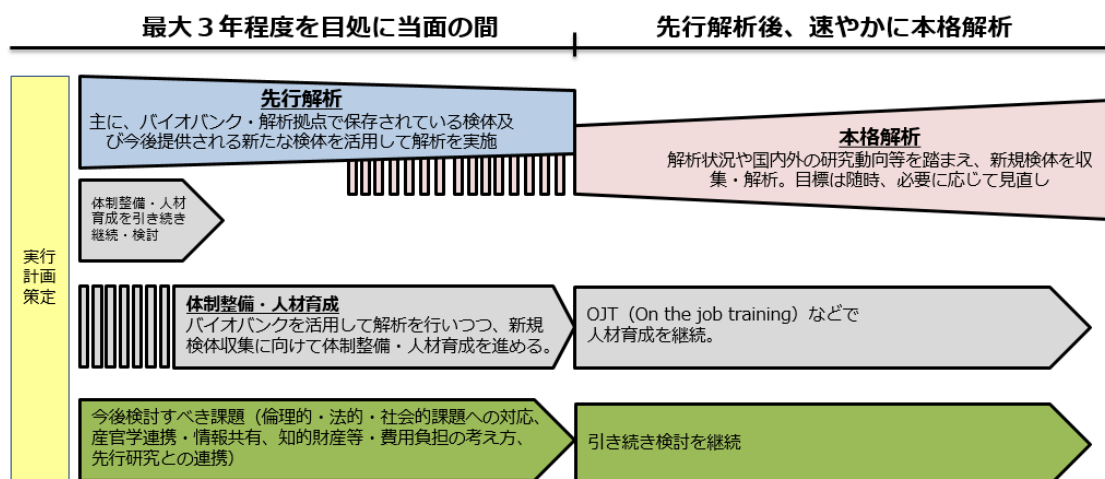 最大３年程度を目処に当面の間
先行解析後、速やかに本格解析
実行
計画
策定
先行解析
主に、バイオバンク・解析拠点で保存されている検体及
び今後提供される新たな検体を活用して解析を実施
本格解析
解析状況や国内外の研究動向等を踏まえ、新規検体を収
集・解析。目標は随時、必要に応じて見直し
体制整備・人材
育成を引き続き
継続・検討
体制整備・人材育成
バイオバンクを活用して解析を行いつつ、新規
検体収集に向けて体制整備・人材育成を進める。
OJT（On the job training）などで
人材育成を継続。
今後検討すべき課題（倫理的・法的・社会的課題への対応、
産官学連携・情報共有、知的財産等・費用負担の考え方、
先行研究との連携）
引き続き検討を継続